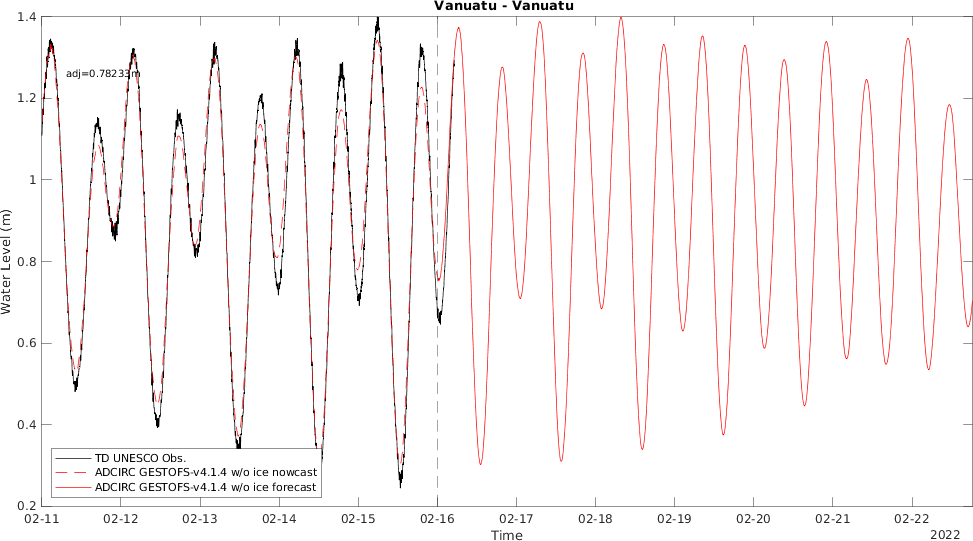 Vanuatu - Vanuatu
1.4
adj=0.78233m
1.2
1
0.8
0.6
0.4
0.2
Water Level (m)
TD UNESCO Obs.
ADCIRC GESTOFS-v4.1.4 w/o ice nowcast
ADCIRC GESTOFS-v4.1.4 w/o ice forecast
02-11 02-12 02-13 02-14 02-15 02-16 02-17 02-18 02-19 02-20 02-21 02-22
Time
2022